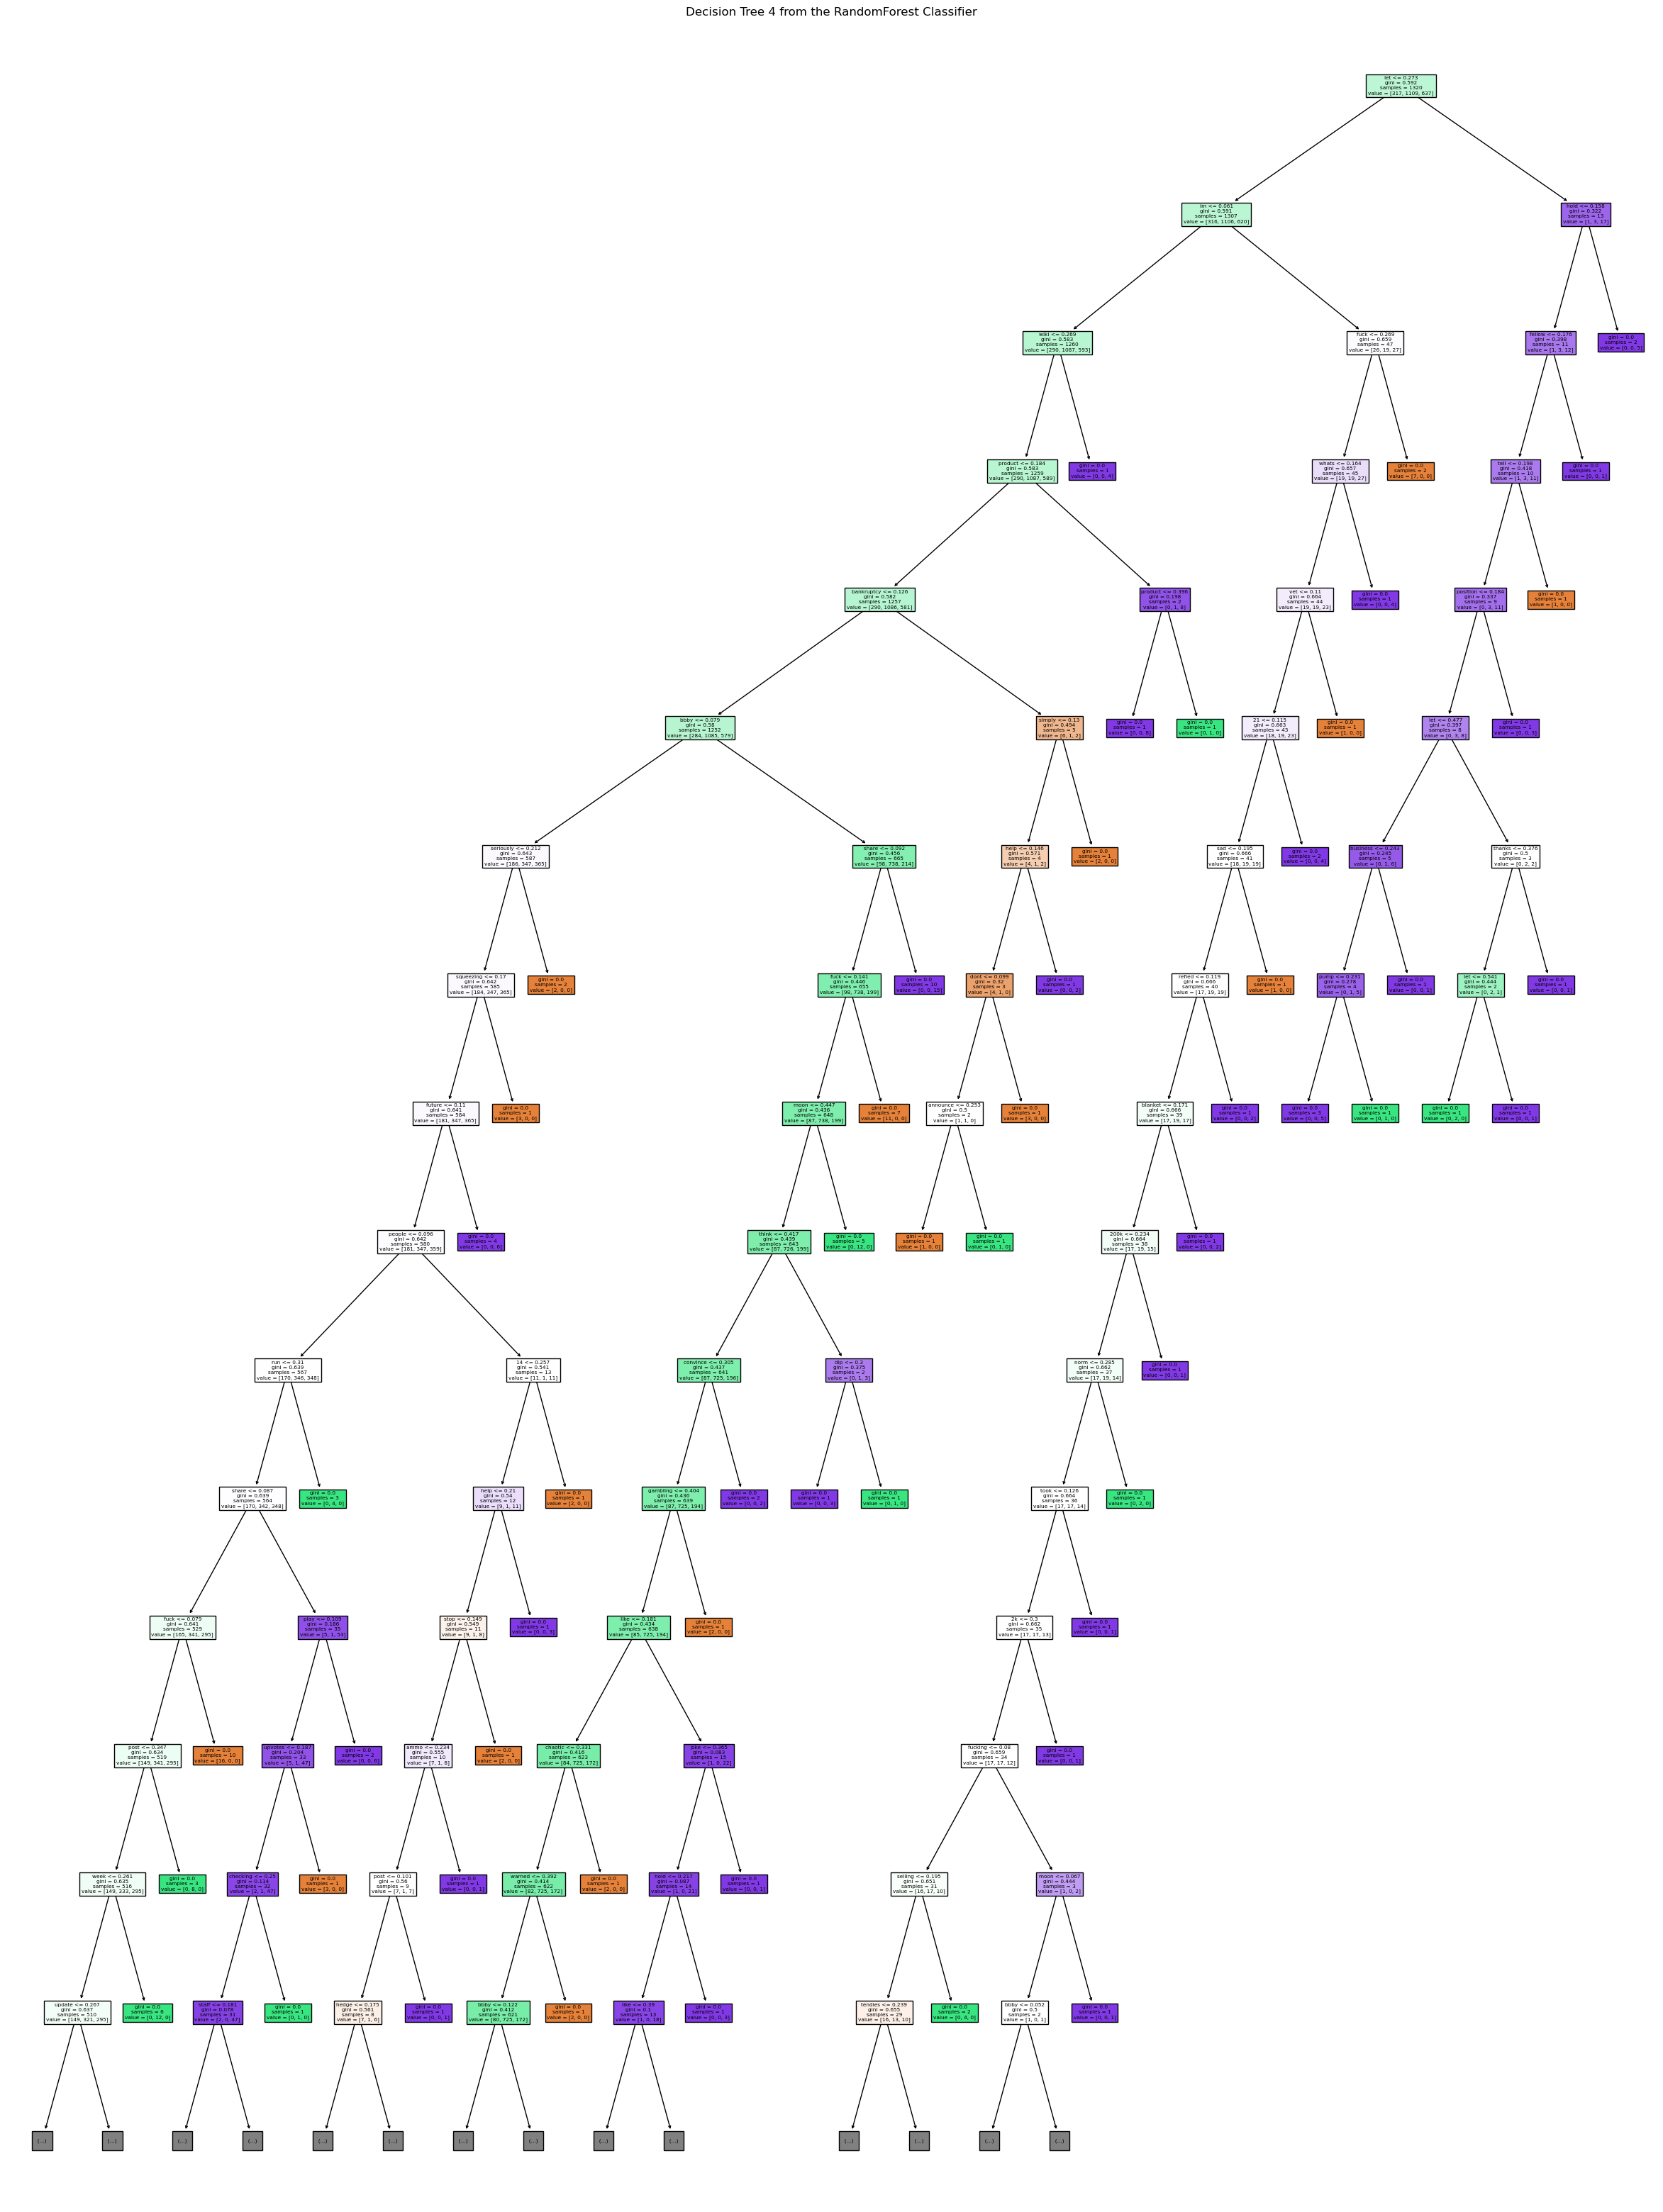 Decision Tree 4 from the RandomForest Classifier
let <= 0.273
gini = 0.592
samples = 1320
value = [317, 1109, 637]
im <= 0.061
gini = 0.591
samples = 1307
value = [316, 1106, 620]
hold <= 0.158
gini = 0.322
samples = 13
value = [1, 3, 17]
wiki <= 0.269
gini = 0.583
samples = 1260
value = [290, 1087, 593]
fuck <= 0.269
gini = 0.659
samples = 47
value = [26, 19, 27]
fellow <= 0.176
gini = 0.398
samples = 11
value = [1, 3, 12]
gini = 0.0
samples = 2
value = [0, 0, 5]
product <= 0.184
gini = 0.583
samples = 1259
value = [290, 1087, 589]
gini = 0.0
samples = 1
value = [0, 0, 4]
whats <= 0.164
gini = 0.657
samples = 45
value = [19, 19, 27]
gini = 0.0
samples = 2
value = [7, 0, 0]
tell <= 0.198
gini = 0.418
samples = 10
value = [1, 3, 11]
gini = 0.0
samples = 1
value = [0, 0, 1]
bankruptcy <= 0.126
gini = 0.582
samples = 1257
value = [290, 1086, 581]
product <= 0.396
gini = 0.198
samples = 2
value = [0, 1, 8]
vet <= 0.11
gini = 0.664
samples = 44
value = [19, 19, 23]
gini = 0.0
samples = 1
value = [0, 0, 4]
position <= 0.184
gini = 0.337
samples = 9
value = [0, 3, 11]
gini = 0.0
samples = 1
value = [1, 0, 0]
bbby <= 0.079
gini = 0.58
samples = 1252
value = [284, 1085, 579]
simply <= 0.13
gini = 0.494
samples = 5
value = [6, 1, 2]
gini = 0.0
samples = 1
value = [0, 0, 8]
gini = 0.0
samples = 1
value = [0, 1, 0]
21 <= 0.115
gini = 0.663
samples = 43
value = [18, 19, 23]
gini = 0.0
samples = 1
value = [1, 0, 0]
let <= 0.477
gini = 0.397
samples = 8
value = [0, 3, 8]
gini = 0.0
samples = 1
value = [0, 0, 3]
seriously <= 0.212
gini = 0.643
samples = 587
value = [186, 347, 365]
share <= 0.092
gini = 0.456
samples = 665
value = [98, 738, 214]
help <= 0.146
gini = 0.571
samples = 4
value = [4, 1, 2]
gini = 0.0
samples = 1
value = [2, 0, 0]
sad <= 0.195
gini = 0.666
samples = 41
value = [18, 19, 19]
gini = 0.0
samples = 2
value = [0, 0, 4]
business <= 0.243
gini = 0.245
samples = 5
value = [0, 1, 6]
thanks <= 0.376
gini = 0.5
samples = 3
value = [0, 2, 2]
squeezing <= 0.17
gini = 0.642
samples = 585
value = [184, 347, 365]
gini = 0.0
samples = 2
value = [2, 0, 0]
fuck <= 0.141
gini = 0.446
samples = 655
value = [98, 738, 199]
gini = 0.0
samples = 10
value = [0, 0, 15]
dont <= 0.099
gini = 0.32
samples = 3
value = [4, 1, 0]
gini = 0.0
samples = 1
value = [0, 0, 2]
refied <= 0.119
gini = 0.666
samples = 40
value = [17, 19, 19]
gini = 0.0
samples = 1
value = [1, 0, 0]
pump <= 0.231
gini = 0.278
samples = 4
value = [0, 1, 5]
gini = 0.0
samples = 1
value = [0, 0, 1]
let <= 0.541
gini = 0.444
samples = 2
value = [0, 2, 1]
gini = 0.0
samples = 1
value = [0, 0, 1]
future <= 0.11
gini = 0.641
samples = 584
value = [181, 347, 365]
gini = 0.0
samples = 1
value = [3, 0, 0]
moon <= 0.447
gini = 0.436
samples = 648
value = [87, 738, 199]
gini = 0.0
samples = 7
value = [11, 0, 0]
announce <= 0.253
gini = 0.5
samples = 2
value = [1, 1, 0]
gini = 0.0
samples = 1
value = [3, 0, 0]
blanket <= 0.171
gini = 0.666
samples = 39
value = [17, 19, 17]
gini = 0.0
samples = 1
value = [0, 0, 2]
gini = 0.0
samples = 3
value = [0, 0, 5]
gini = 0.0
samples = 1
value = [0, 1, 0]
gini = 0.0
samples = 1
value = [0, 2, 0]
gini = 0.0
samples = 1
value = [0, 0, 1]
people <= 0.096
gini = 0.642
samples = 580
value = [181, 347, 359]
gini = 0.0
samples = 4
value = [0, 0, 6]
think <= 0.417
gini = 0.439
samples = 643
value = [87, 726, 199]
gini = 0.0
samples = 5
value = [0, 12, 0]
gini = 0.0
samples = 1
value = [1, 0, 0]
gini = 0.0
samples = 1
value = [0, 1, 0]
200k <= 0.234
gini = 0.664
samples = 38
value = [17, 19, 15]
gini = 0.0
samples = 1
value = [0, 0, 2]
run <= 0.31
gini = 0.639
samples = 567
value = [170, 346, 348]
14 <= 0.257
gini = 0.541
samples = 13
value = [11, 1, 11]
convince <= 0.305
gini = 0.437
samples = 641
value = [87, 725, 196]
dip <= 0.3
gini = 0.375
samples = 2
value = [0, 1, 3]
norm <= 0.285
gini = 0.662
samples = 37
value = [17, 19, 14]
gini = 0.0
samples = 1
value = [0, 0, 1]
share <= 0.087
gini = 0.639
samples = 564
value = [170, 342, 348]
gini = 0.0
samples = 3
value = [0, 4, 0]
help <= 0.21
gini = 0.54
samples = 12
value = [9, 1, 11]
gini = 0.0
samples = 1
value = [2, 0, 0]
gambling <= 0.404
gini = 0.436
samples = 639
value = [87, 725, 194]
gini = 0.0
samples = 2
value = [0, 0, 2]
gini = 0.0
samples = 1
value = [0, 0, 3]
gini = 0.0
samples = 1
value = [0, 1, 0]
took <= 0.126
gini = 0.664
samples = 36
value = [17, 17, 14]
gini = 0.0
samples = 1
value = [0, 2, 0]
fuck <= 0.079
gini = 0.641
samples = 529
value = [165, 341, 295]
play <= 0.109
gini = 0.186
samples = 35
value = [5, 1, 53]
stop <= 0.149
gini = 0.549
samples = 11
value = [9, 1, 8]
gini = 0.0
samples = 1
value = [0, 0, 3]
like <= 0.181
gini = 0.434
samples = 638
value = [85, 725, 194]
gini = 0.0
samples = 1
value = [2, 0, 0]
2k <= 0.3
gini = 0.662
samples = 35
value = [17, 17, 13]
gini = 0.0
samples = 1
value = [0, 0, 1]
post <= 0.347
gini = 0.634
samples = 519
value = [149, 341, 295]
gini = 0.0
samples = 10
value = [16, 0, 0]
upvotes <= 0.187
gini = 0.204
samples = 33
value = [5, 1, 47]
gini = 0.0
samples = 2
value = [0, 0, 6]
ammo <= 0.234
gini = 0.555
samples = 10
value = [7, 1, 8]
gini = 0.0
samples = 1
value = [2, 0, 0]
chaotic <= 0.331
gini = 0.416
samples = 623
value = [84, 725, 172]
joke <= 0.365
gini = 0.083
samples = 15
value = [1, 0, 22]
fucking <= 0.08
gini = 0.659
samples = 34
value = [17, 17, 12]
gini = 0.0
samples = 1
value = [0, 0, 1]
week <= 0.261
gini = 0.635
samples = 516
value = [149, 333, 295]
gini = 0.0
samples = 3
value = [0, 8, 0]
checking <= 0.25
gini = 0.114
samples = 32
value = [2, 1, 47]
gini = 0.0
samples = 1
value = [3, 0, 0]
post <= 0.101
gini = 0.56
samples = 9
value = [7, 1, 7]
gini = 0.0
samples = 1
value = [0, 0, 1]
warned <= 0.392
gini = 0.414
samples = 622
value = [82, 725, 172]
gini = 0.0
samples = 1
value = [2, 0, 0]
hold <= 0.217
gini = 0.087
samples = 14
value = [1, 0, 21]
gini = 0.0
samples = 1
value = [0, 0, 1]
selling <= 0.195
gini = 0.651
samples = 31
value = [16, 17, 10]
moon <= 0.067
gini = 0.444
samples = 3
value = [1, 0, 2]
update <= 0.267
gini = 0.637
samples = 510
value = [149, 321, 295]
gini = 0.0
samples = 6
value = [0, 12, 0]
staff <= 0.181
gini = 0.078
samples = 31
value = [2, 0, 47]
gini = 0.0
samples = 1
value = [0, 1, 0]
hedge <= 0.175
gini = 0.561
samples = 8
value = [7, 1, 6]
gini = 0.0
samples = 1
value = [0, 0, 1]
bbby <= 0.122
gini = 0.412
samples = 621
value = [80, 725, 172]
gini = 0.0
samples = 1
value = [2, 0, 0]
like <= 0.39
gini = 0.1
samples = 13
value = [1, 0, 18]
gini = 0.0
samples = 1
value = [0, 0, 3]
tendies <= 0.239
gini = 0.655
samples = 29
value = [16, 13, 10]
gini = 0.0
samples = 2
value = [0, 4, 0]
bbby <= 0.052
gini = 0.5
samples = 2
value = [1, 0, 1]
gini = 0.0
samples = 1
value = [0, 0, 1]
(...)
(...)
(...)
(...)
(...)
(...)
(...)
(...)
(...)
(...)
(...)
(...)
(...)
(...)